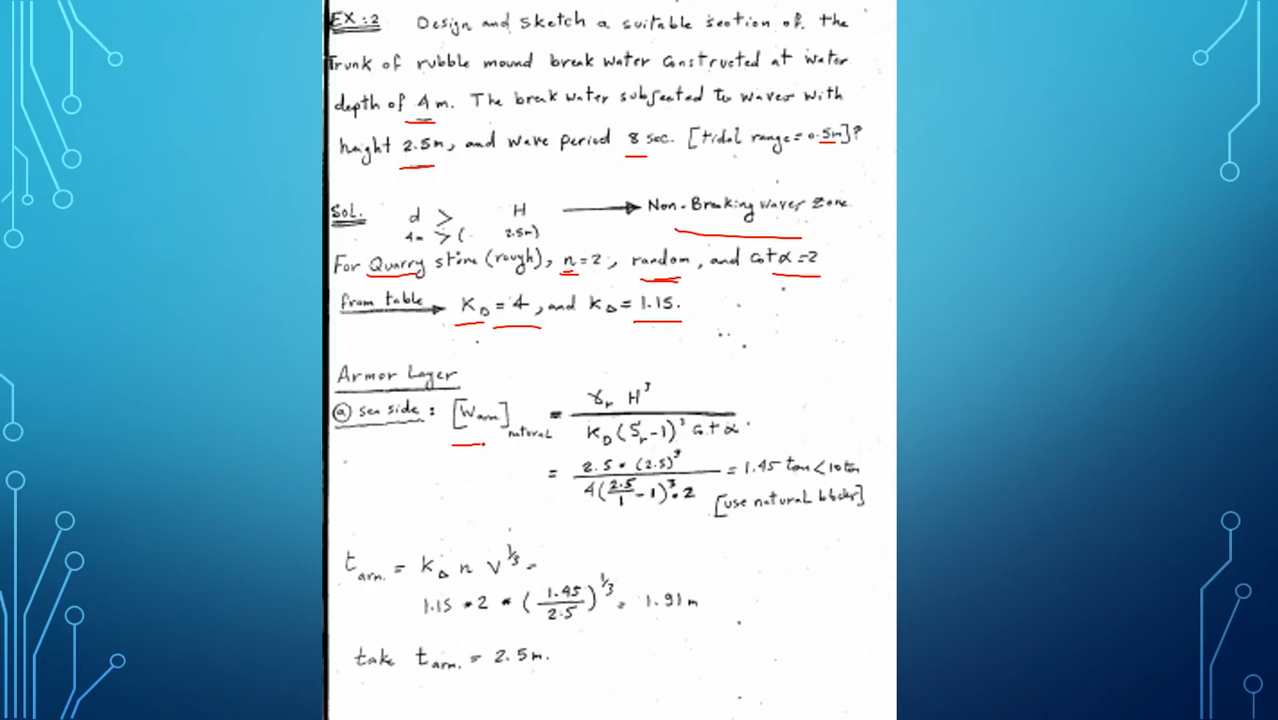 EX:2 Design and sketch a suitable section of the
Trunk of rubble mound break water constructed at water
depth of 4m. The break water subjected to waves with
height 2.5m, and wave period 8 sec. [tidal range = 0.5m]?
Sol. d > H → Non-Breaking waves zone
4m > (2.5m)
For Quarry stone (rough), n=2, random, and cot α=2
from table → K_D = 4, and k_Δ = 1.15.
Armor Layer
ⓐ sea side: [W_arm]_natural = γ_r H³ / K_D (S_r-1)³ cot α
= 2.5 * (2.5)³ / 4(2.5/1 - 1)³ * 2 = 1.45 ton < 10 ton
[use natural blocks]
t_arm. = k_Δ n v^1/3 =
1.15 * 2 * (1.45/2.5)^1/3 = 1.91 m
take t_arm. = 2.5 m.